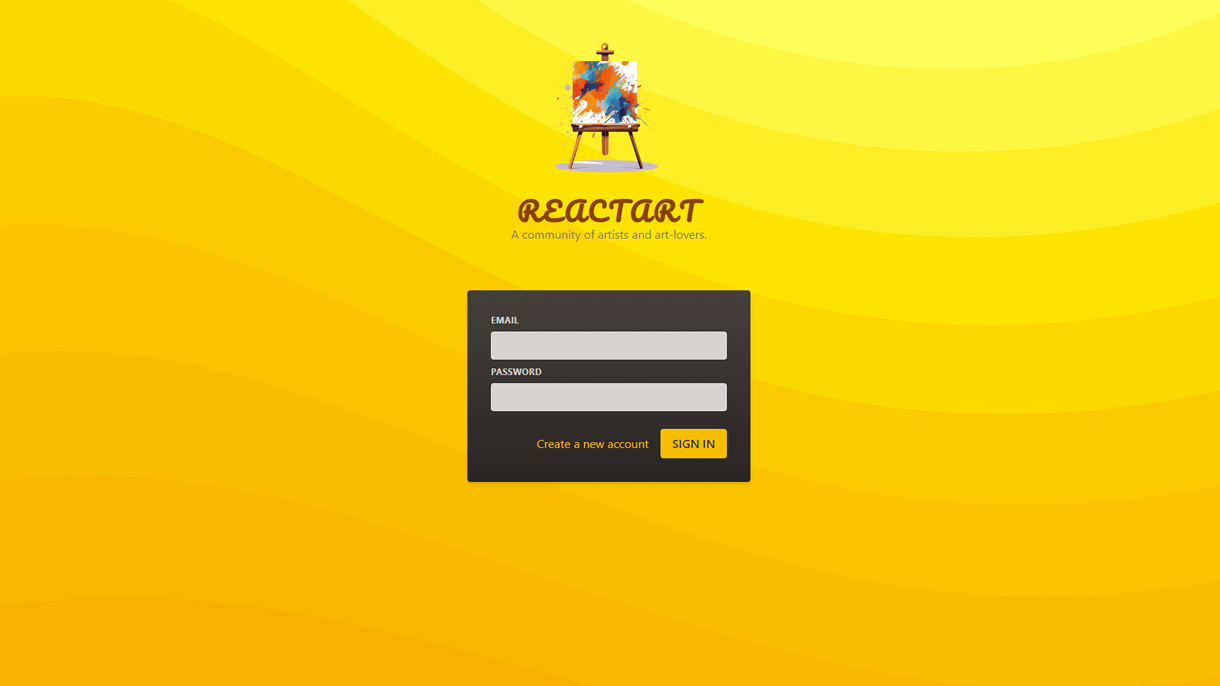 REACTART
A community of artists and art-lovers.
EMAIL
PASSWORD
Create a new account
SIGN IN